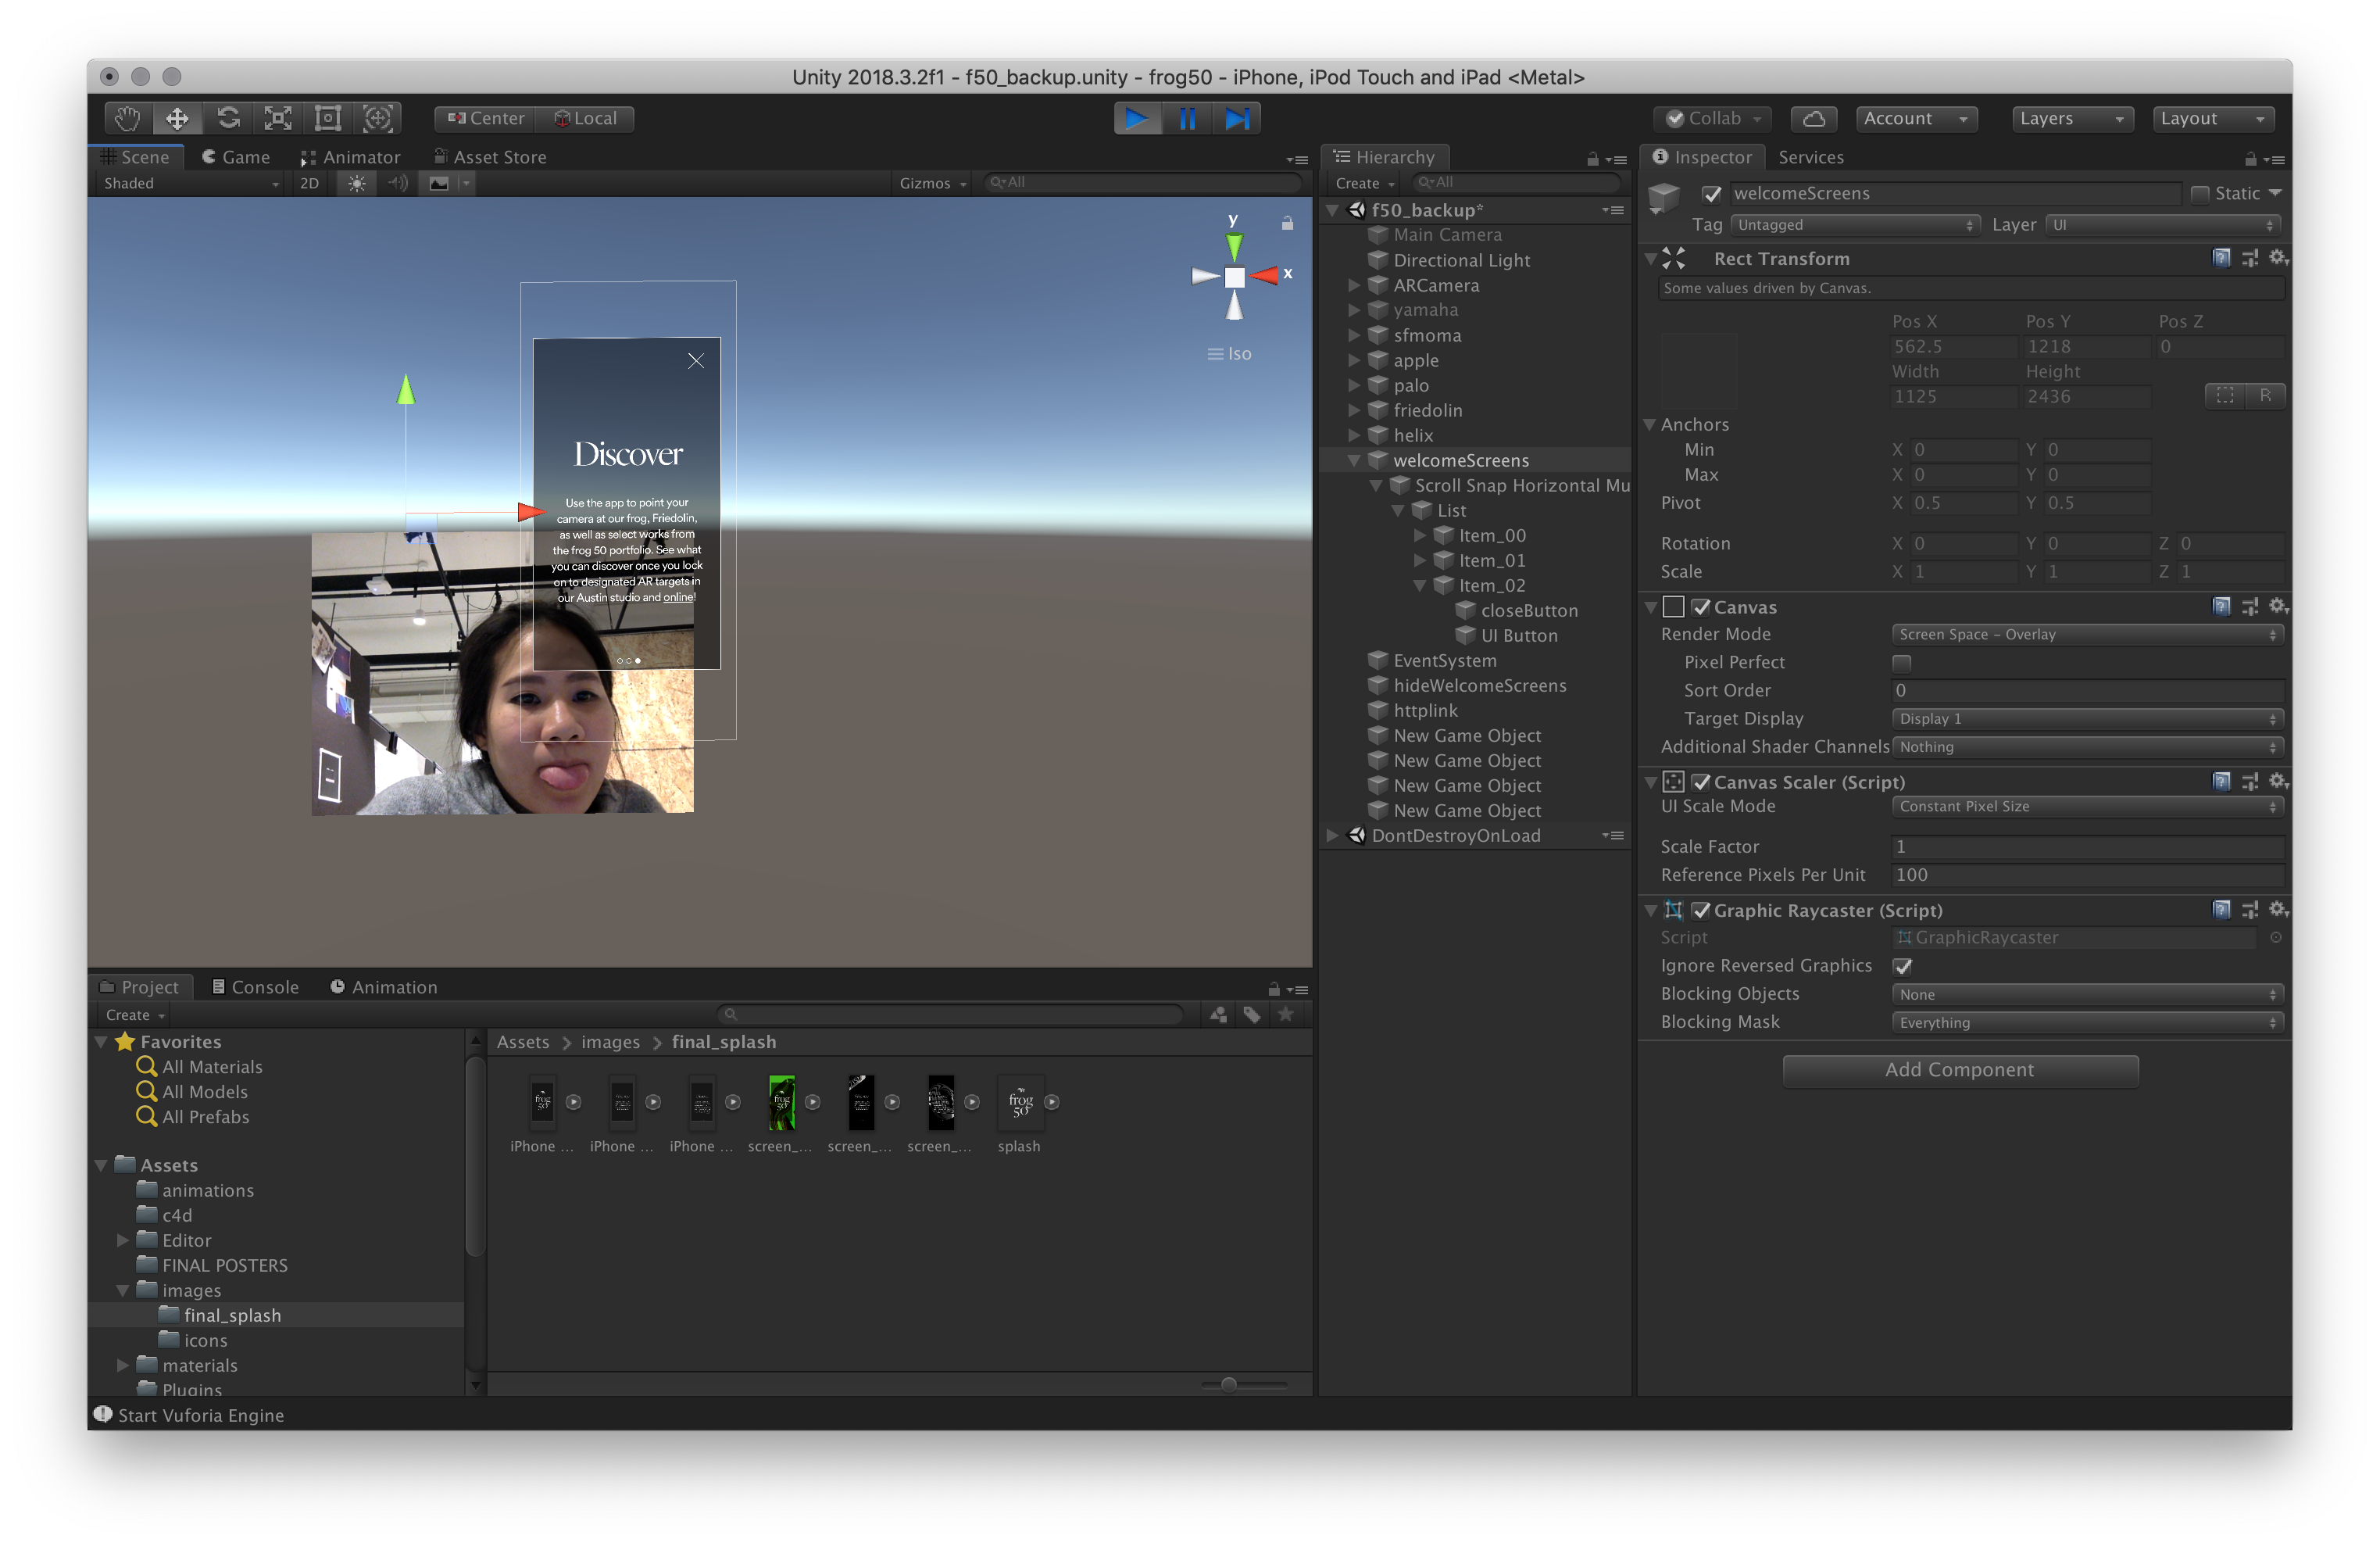 Unity 2018.3.2f1 - f50_backup.unity - frog50 - iPhone, iPod Touch and iPad <Metal>
Center Local
Collab Account Layers Layout
Scene Game Animator Asset Store
Shaded 2D Gizmos All
y
x
Iso
Discover
Use the app to point your
camera at our frog, Friedolin,
as well as select works from
the frog 50 portfolio. See what
you can discover once you lock
on to designated AR targets in
our Austin studio and online!
Hierarchy
Create All
f50_backup*
Main Camera
Directional Light
ARCamera
yamaha
sfmoma
apple
palo
friedolin
helix
welcomeScreens
Scroll Snap Horizontal Mu
List
Item_00
Item_01
Item_02
closeButton
UI Button
EventSystem
hideWelcomeScreens
httplink
New Game Object
New Game Object
New Game Object
New Game Object
DontDestroyOnLoad
Inspector Services
welcomeScreens Static
Tag Untagged Layer UI
Rect Transform
Some values driven by Canvas.
Pos X Pos Y Pos Z
562.5 1218 0
Width Height
1125 2436
R
Anchors
Min X 0 Y 0
Max X 0 Y 0
Pivot X 0.5 Y 0.5
Rotation X 0 Y 0 Z 0
Scale X 1 Y 1 Z 1
Canvas
Render Mode Screen Space - Overlay
Pixel Perfect
Sort Order 0
Target Display Display 1
Additional Shader Channels Nothing
Canvas Scaler (Script)
UI Scale Mode Constant Pixel Size
Scale Factor 1
Reference Pixels Per Unit 100
Graphic Raycaster (Script)
Script GraphicRaycaster
Ignore Reversed Graphics
Blocking Objects None
Blocking Mask Everything
Add Component
Project Console Animation
Create
Favorites
All Materials
All Models
All Prefabs
Assets
animations
c4d
Editor
FINAL POSTERS
images
final_splash
icons
materials
Plugins
Assets > images > final_splash
frog
50
frog
50
frog
50
iPhone ... iPhone ... iPhone ... screen_... screen_... screen_... splash
Start Vuforia Engine